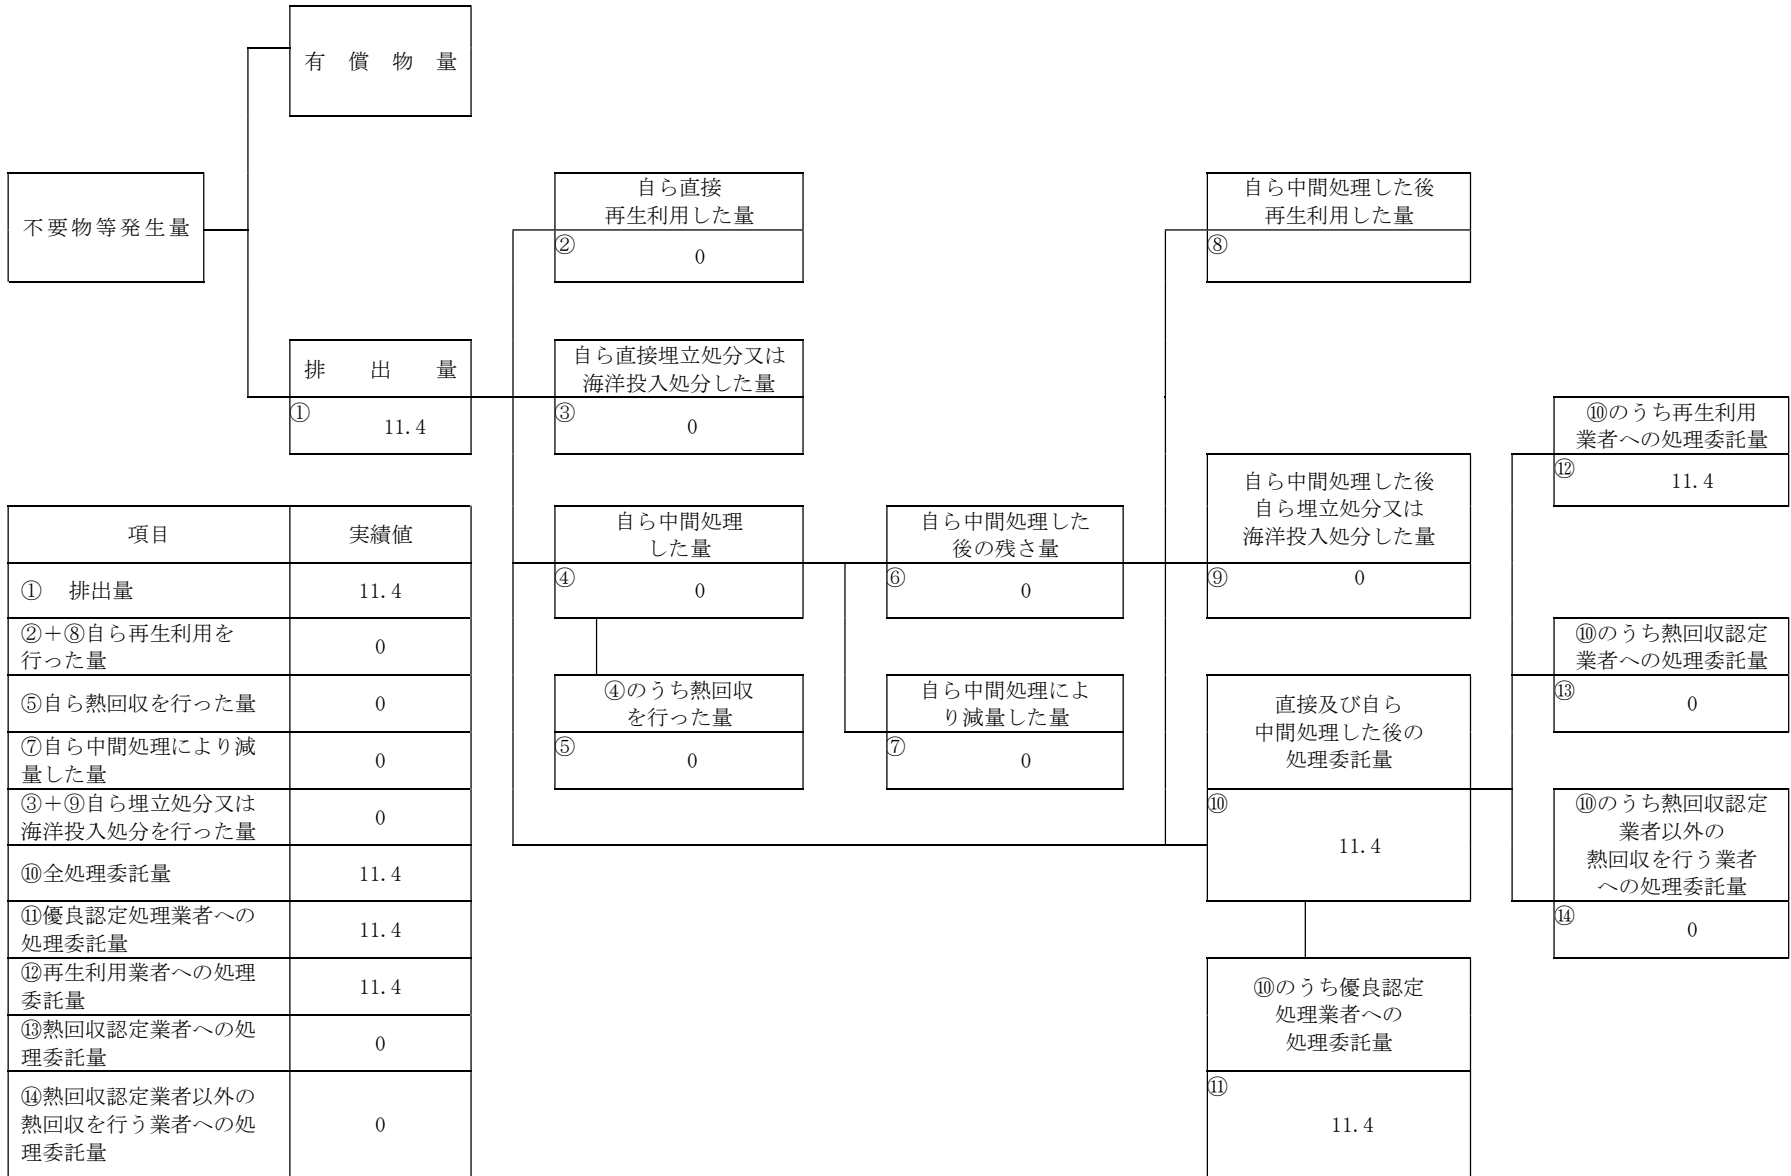 有　償　物　量
不要物等発生量
自ら直接
再生利用した量
②
0
自ら中間処理した後
再生利用した量
⑧
排　出　量
①
11.4
自ら直接埋立処分又は
海洋投入処分した量
③
0
⑩のうち再生利用
業者への処理委託量
⑫
11.4
自ら中間処理
した量
④
0
自ら中間処理した
後の残さ量
⑥
0
自ら中間処理した後
自ら埋立処分又は
海洋投入処分した量
⑨
0
⑩のうち熱回収認定
業者への処理委託量
⑬
0
④のうち熱回収
を行った量
⑤
0
自ら中間処理によ
り減量した量
⑦
0
直接及び自ら
中間処理した後の
処理委託量
⑩
11.4
⑩のうち熱回収認定
業者以外の
熱回収を行う業者
への処理委託量
⑭
0
⑩のうち優良認定
処理業者への
処理委託量
⑪
11.4
項目　実績値
①　排出量　11.4
②＋⑧自ら再生利用を
行った量
0
⑤自ら熱回収を行った量　0
⑦自ら中間処理により減
量した量
0
③＋⑨自ら埋立処分又は
海洋投入処分を行った量
0
⑩全処理委託量　11.4
⑪優良認定処理業者への
処理委託量
11.4
⑫再生利用業者への処理
委託量
11.4
⑬熱回収認定業者への処
理委託量
0
⑭熱回収認定業者以外の
熱回収を行う業者への処
理委託量
0